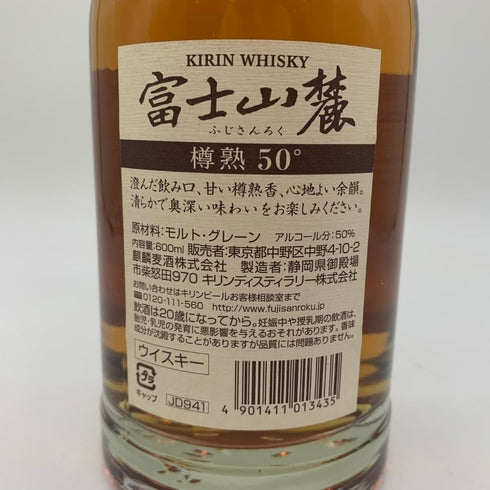 KIRIN WHISKY
富士山麓
ふじさんろく
樽熟 50°
澄んだ飲み口、甘い樽熟香、心地よい余韻。
清らかで奥深い味わいをお楽しみください。
原材料:モルト・グレーン アルコール分:50%
内容量:600ml 販売者:東京都中野区中野4-10-2
麒麟麦酒株式会社 製造者:静岡県御殿場
市柴怒田970 キリンディスティラリー株式会社
お問い合わせはキリンビールお客様相談室まで
0120-111-560 http://www.fujisanroku.jp/
飲酒は20歳になってから。妊娠中や授乳期の飲酒は、
胎児・乳児の発育に悪影響を与えるおそれがあります。香味
成分が沈殿することがありますが品質には問題ありません。
ウイスキー
プラ
キャップ
JD941
4 901411 013435